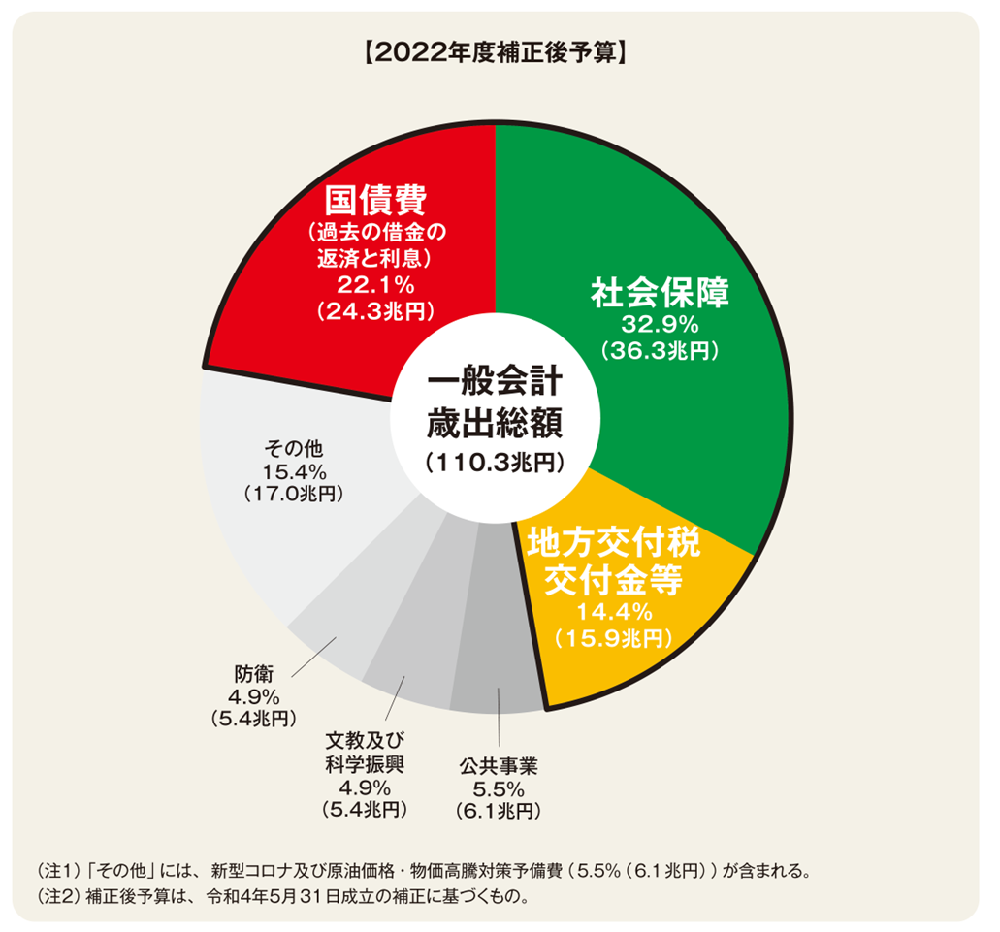 【2022年度補正後予算】
国債費
（過去の借金の
返済と利息）
22.1%
（24.3兆円）
社会保障
32.9%
（36.3兆円）
一般会計
歳出総額
（110.3兆円）
その他
15.4%
（17.0兆円）
地方交付税
交付金等
14.4%
（15.9兆円）
防衛
4.9%
（5.4兆円）
文教及び
科学振興
4.9%
（5.4兆円）
公共事業
5.5%
（6.1兆円）
（注1）「その他」には、新型コロナ及び原油価格・物価高騰対策予備費（5.5%（6.1兆円））が含まれる。
（注2）補正後予算は、令和4年5月31日成立の補正に基づくもの。